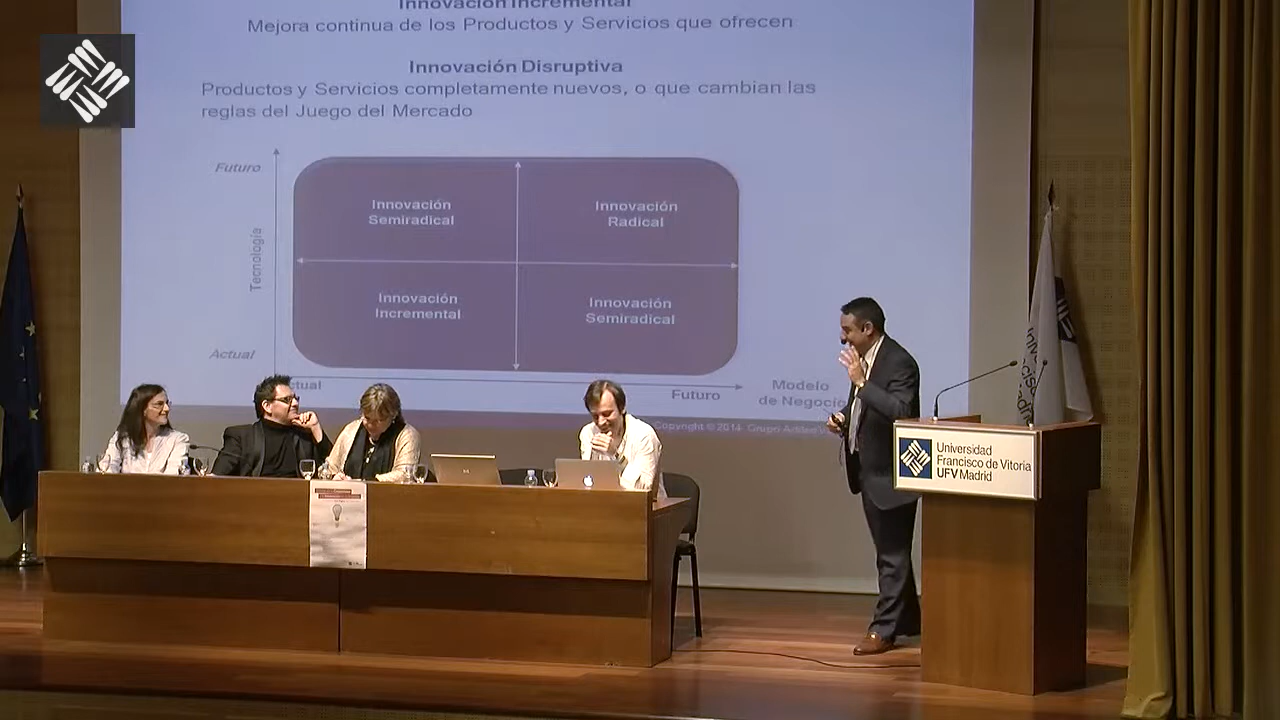 Innovación Incremental
Mejora continua de los Productos y Servicios que ofrecen
Innovación Disruptiva
Productos y Servicios completamente nuevos, o que cambian las
reglas del Juego del Mercado
Futuro
Innovación
Semiradical
Innovación
Radical
Tecnología
Innovación
Incremental
Innovación
Semiradical
Actual
Actual
Futuro
Modelo
de Negocio
Copyright © 2014 Grupo
Universidad
Francisco de Vitoria
UFV Madrid